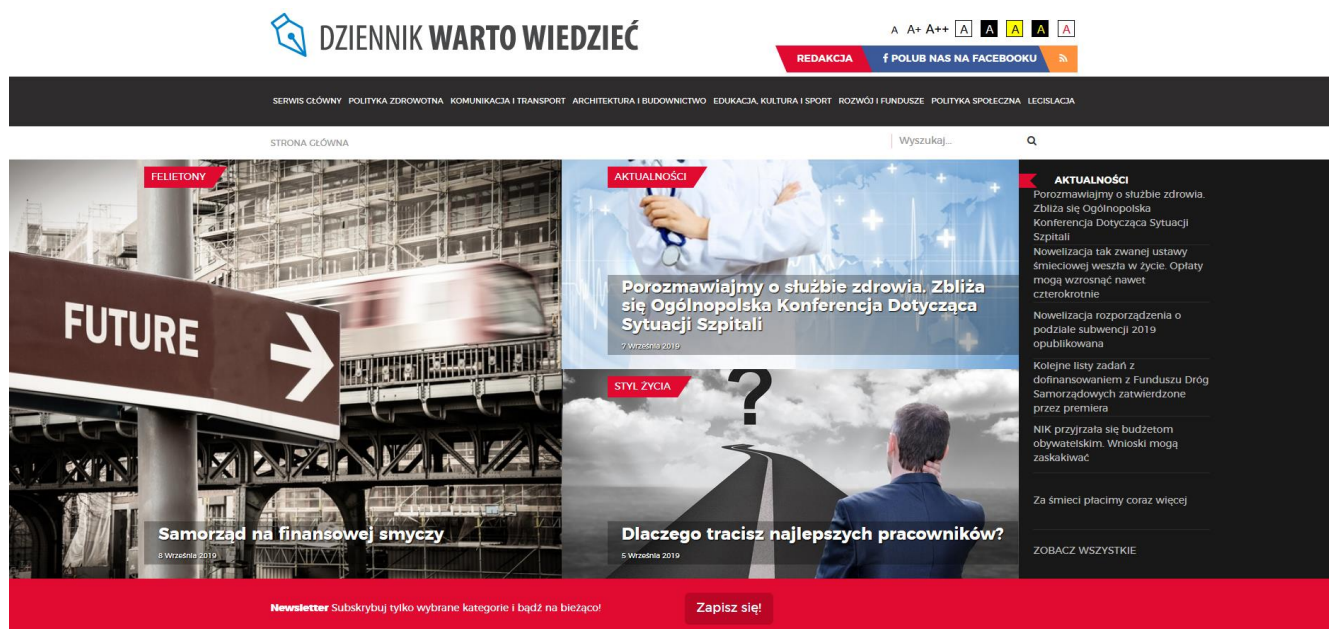 DZIENNIK WARTO WIEDZIEĆ
A A+ A++ A A A A A
REDAKCJA
f POLUB NAS NA FACEBOOKU
SERWIS GŁÓWNY POLITYKA ZDROWOTNA KOMUNIKACJA I TRANSPORT ARCHITEKTURA I BUDOWNICTWO EDUKACJA, KULTURA I SPORT ROZWÓJ I FUNDUSZE POLITYKA SPOŁECZNA LEGISLACJA
STRONA GŁÓWNA
Wyszukaj...
FELIETONY
FUTURE
Samorząd na finansowej smyczy
8 Września 2019
AKTUALNOŚCI
Porozmawiajmy o służbie zdrowia. Zbliża
się Ogólnopolska Konferencja Dotycząca
Sytuacji Szpitali
7 Września 2019
STYL ŻYCIA
?
Dlaczego tracisz najlepszych pracowników?
5 Września 2019
AKTUALNOŚCI
Porozmawiajmy o służbie zdrowia.
Zbliża się Ogólnopolska
Konferencja Dotycząca Sytuacji
Szpitali
Nowelizacja tak zwanej ustawy
śmieciowej weszła w życie. Opłaty
mogą wzrosnąć nawet
czterokrotnie
Nowelizacja rozporządzenia o
podziale subwencji 2019
opublikowana
Kolejne listy zadań z
dofinansowaniem z Funduszu Dróg
Samorządowych zatwierdzone
przez premiera
NIK przyjrzała się budżetom
obywatelskim. Wnioski mogą
zaskakiwać
Za śmieci płacimy coraz więcej
ZOBACZ WSZYSTKIE
Newsletter Subskrybuj tylko wybrane kategorie i bądź na bieżąco!
Zapisz się!